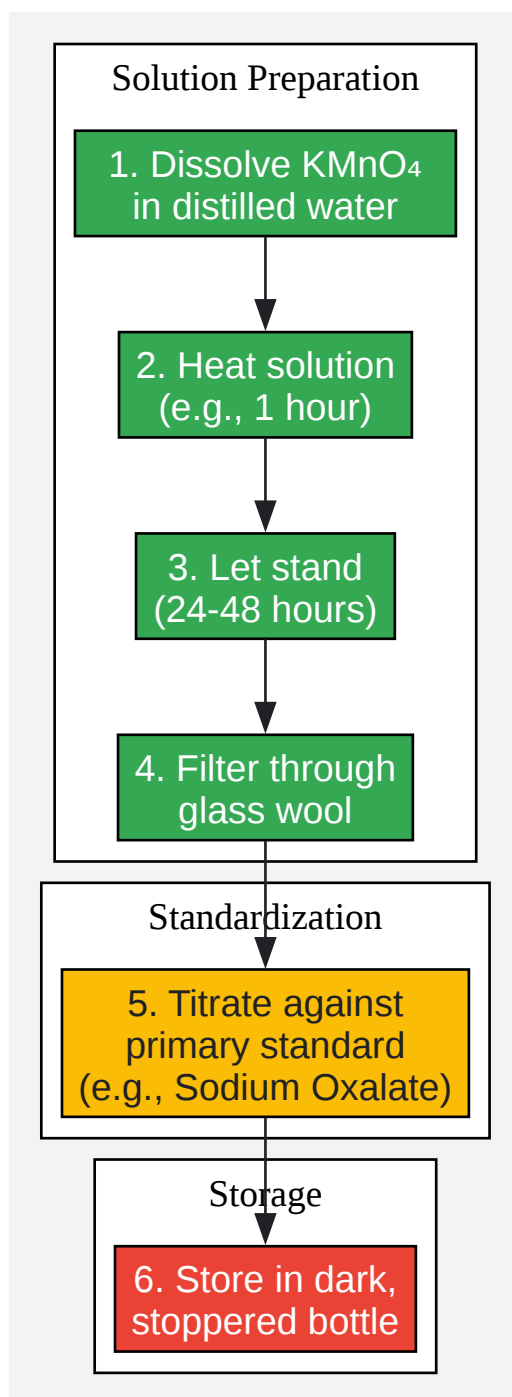 Solution Preparation
1. Dissolve KMnO₄
in distilled water
2. Heat solution
(e.g., 1 hour)
3. Let stand
(24-48 hours)
4. Filter through
glass wool
Standardization
5. Titrate against
primary standard
(e.g., Sodium Oxalate)
Storage
6. Store in dark,
stoppered bottle